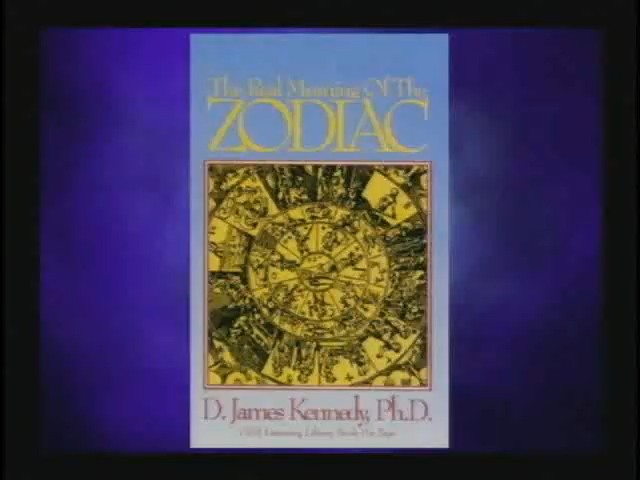 The Real Meaning Of The
ZODIAC
D. James Kennedy, Ph.D.